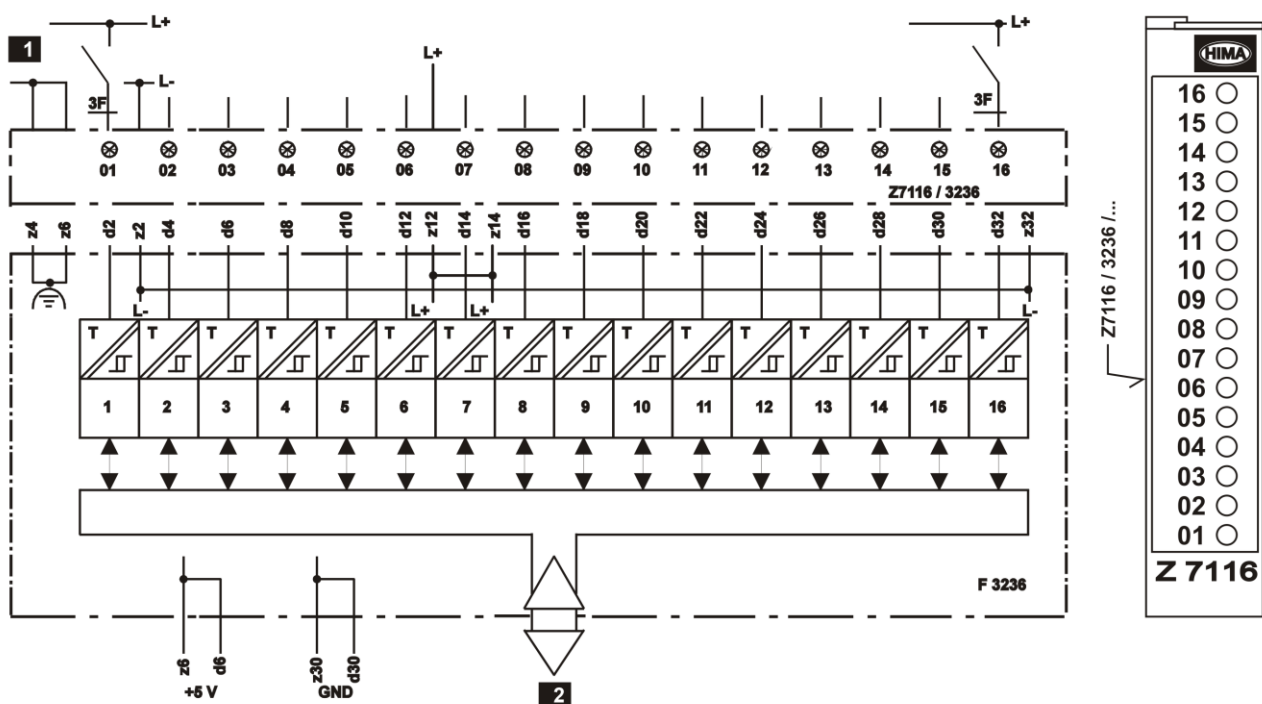 L+ L+
1 L+ HIMA
L-
3F 3F
16
15
14
13
12
11
10
09
08
07
06
05
04
03
02
01
Z 7116
Z7116 / 3236 /...
01 02 03 04 05 06 07 08 09 10 11 12 13 14 15 16
Z7116 / 3236
z4 z6 d2 z2 d4 d6 d8 d10 d12 z12 d14 z14 d16 d18 d20 d22 d24 d26 d28 d30 d32 z32
L- L+ L+ L-
T T T T T T T T T T T T T T T T
1 2 3 4 5 6 7 8 9 10 11 12 13 14 15 16
F 3236
z6 d6 z30 d30
+5 V GND
2